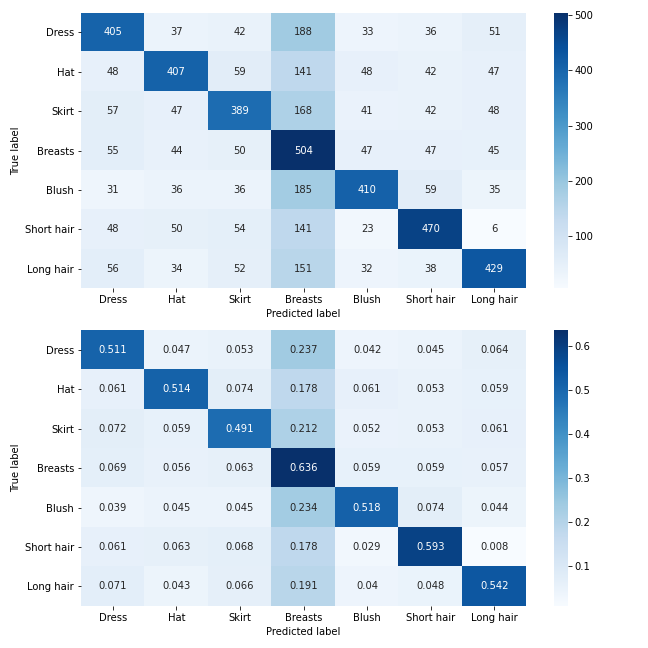 Dress 405 37 42 188 33 36 51
Hat 48 407 59 141 48 42 47
Skirt 57 47 389 168 41 42 48
Breasts 55 44 50 504 47 47 45
Blush 31 36 36 185 410 59 35
Short hair 48 50 54 141 23 470 6
Long hair 56 34 52 151 32 38 429
Dress Hat Skirt Breasts Blush Short hair Long hair
Predicted label
True label
500
400
300
200
100
Dress 0.511 0.047 0.053 0.237 0.042 0.045 0.064
Hat 0.061 0.514 0.074 0.178 0.061 0.053 0.059
Skirt 0.072 0.059 0.491 0.212 0.052 0.053 0.061
Breasts 0.069 0.056 0.063 0.636 0.059 0.059 0.057
Blush 0.039 0.045 0.045 0.234 0.518 0.074 0.044
Short hair 0.061 0.063 0.068 0.178 0.029 0.593 0.008
Long hair 0.071 0.043 0.066 0.191 0.04 0.048 0.542
Dress Hat Skirt Breasts Blush Short hair Long hair
Predicted label
True label
0.6
0.5
0.4
0.3
0.2
0.1